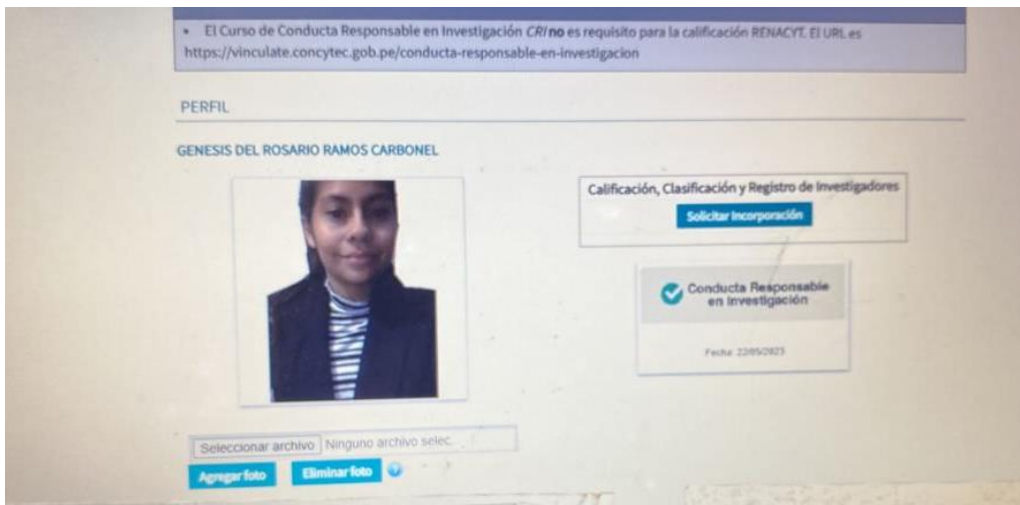 • El Curso de Conducta Responsable en Investigación CRI no es requisito para la calificación RENACYT. El URL es
https://vinculate.concytec.gob.pe/conducta-responsable-en-investigacion
PERFIL
GENESIS DEL ROSARIO RAMOS CARBONEL
Calificación, Clasificación y Registro de Investigadores
Solicitar Incorporación
Conducta Responsable
en Investigación
Fecha: 22/05/2023
Seleccionar archivo Ninguno archivo selec.
Agregar foto Eliminar foto ?